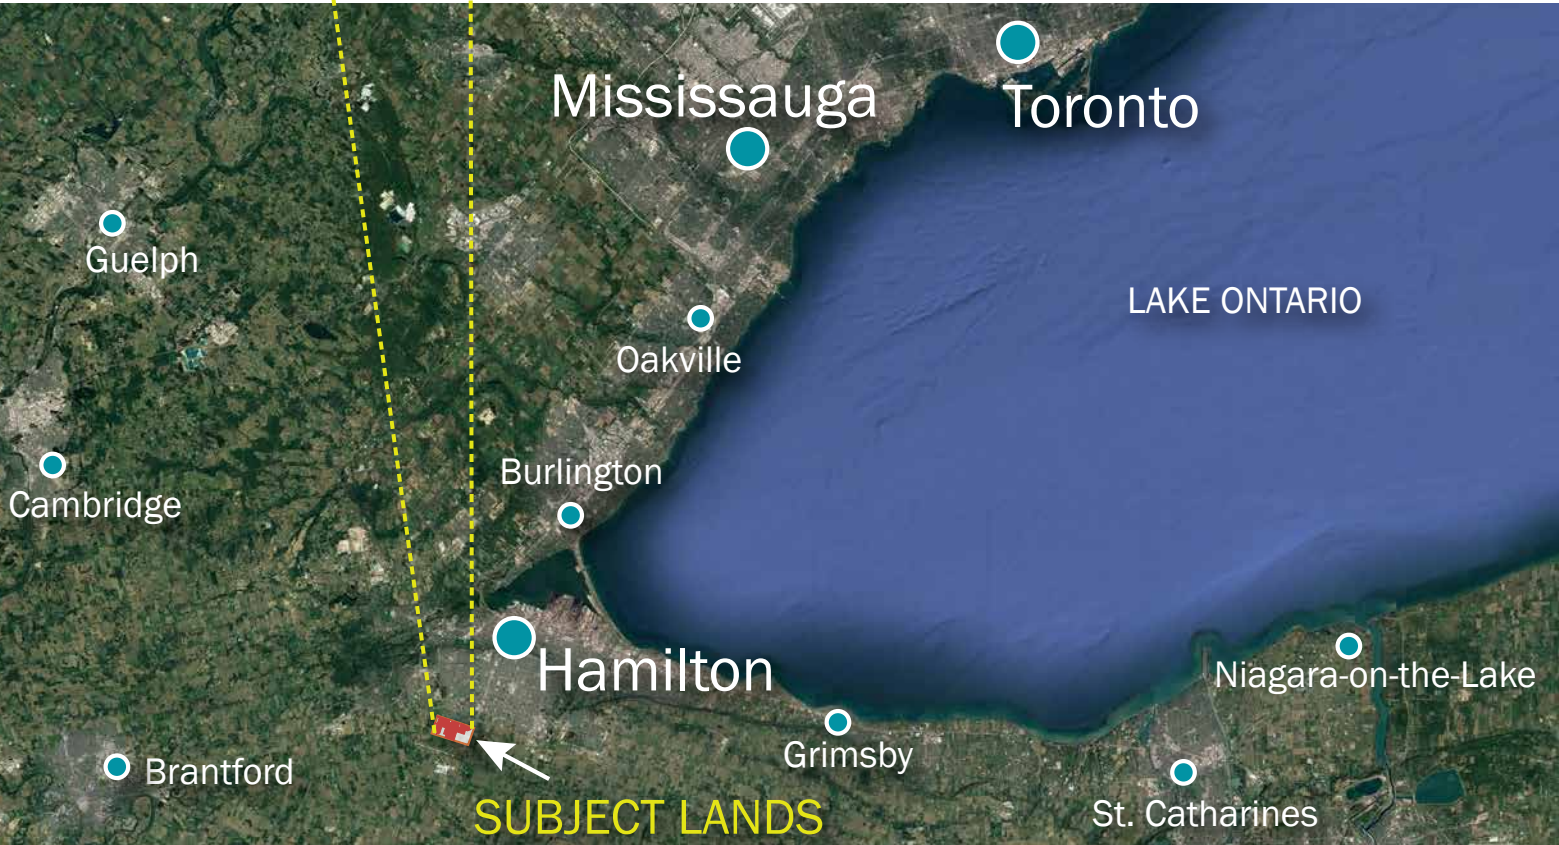 Mississauga
Toronto
Guelph
LAKE ONTARIO
Oakville
Burlington
Cambridge
Hamilton
Niagara-on-the-Lake
Grimsby
Brantford
St. Catharines
SUBJECT LANDS